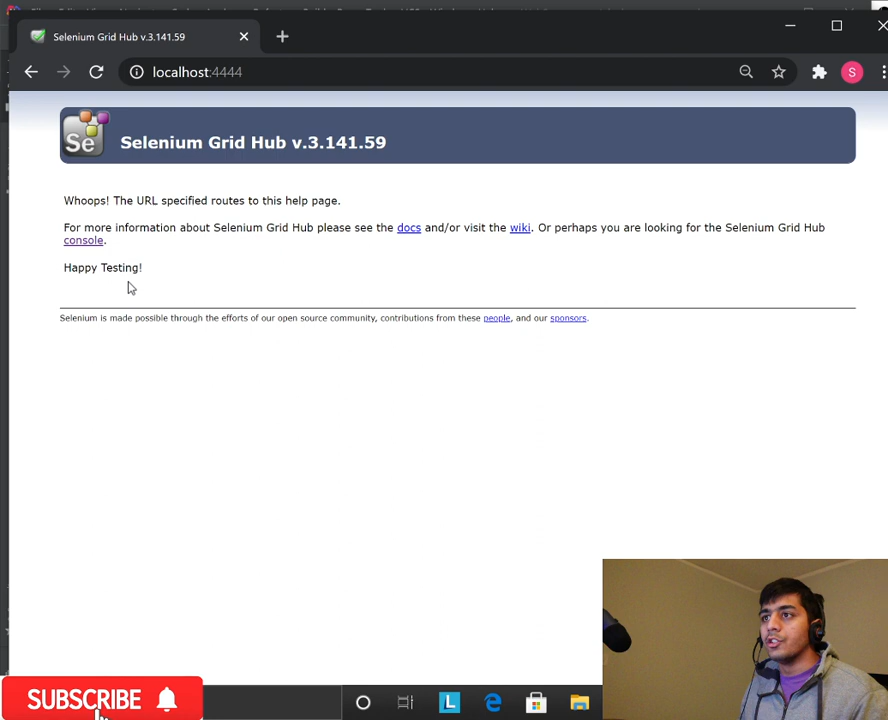 Selenium Grid Hub v.3.141.59
localhost:4444
S
Se
Selenium Grid Hub v.3.141.59
Whoops! The URL specified routes to this help page.
For more information about Selenium Grid Hub please see the docs and/or visit the wiki. Or perhaps you are looking for the Selenium Grid Hub
console.
Happy Testing!
Selenium is made possible through the efforts of our open source community, contributions from these people, and our sponsors.
SUBSCRIBE
L